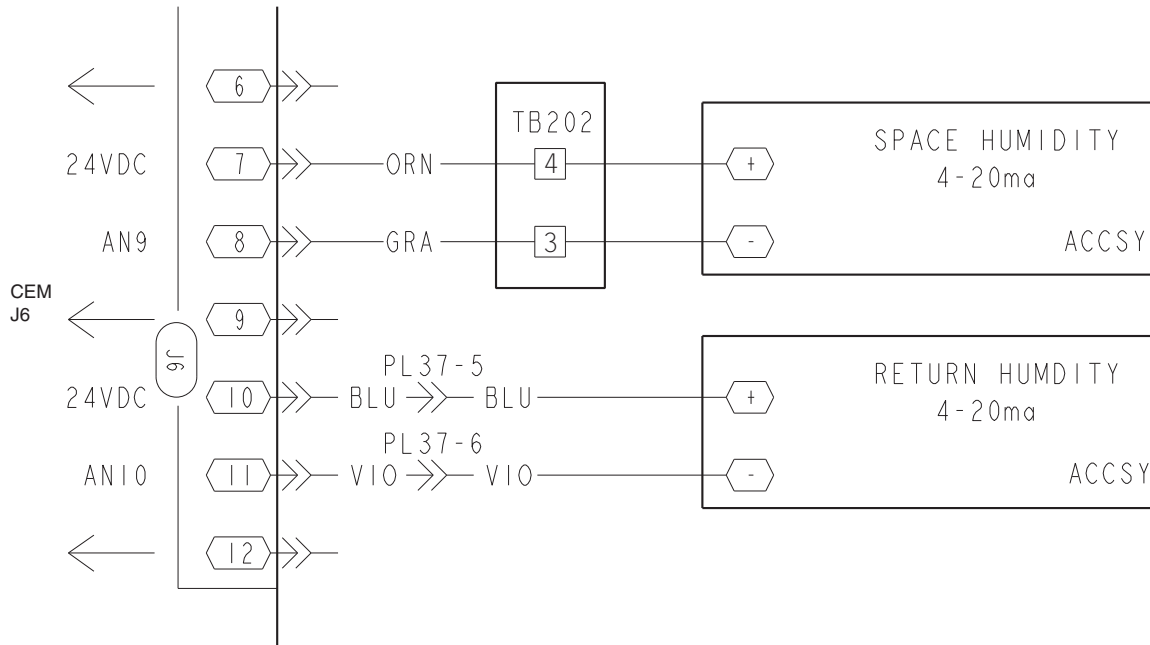 6
TB202
24VDC 7 ORN 4 + SPACE HUMIDITY
4-20ma
AN9 8 GRA 3 - ACCSY
CEM
J6
9
J6
PL37-5
24VDC 10 BLU BLU + RETURN HUMDITY
4-20ma
PL37-6
AN10 11 VIO VIO - ACCSY
12